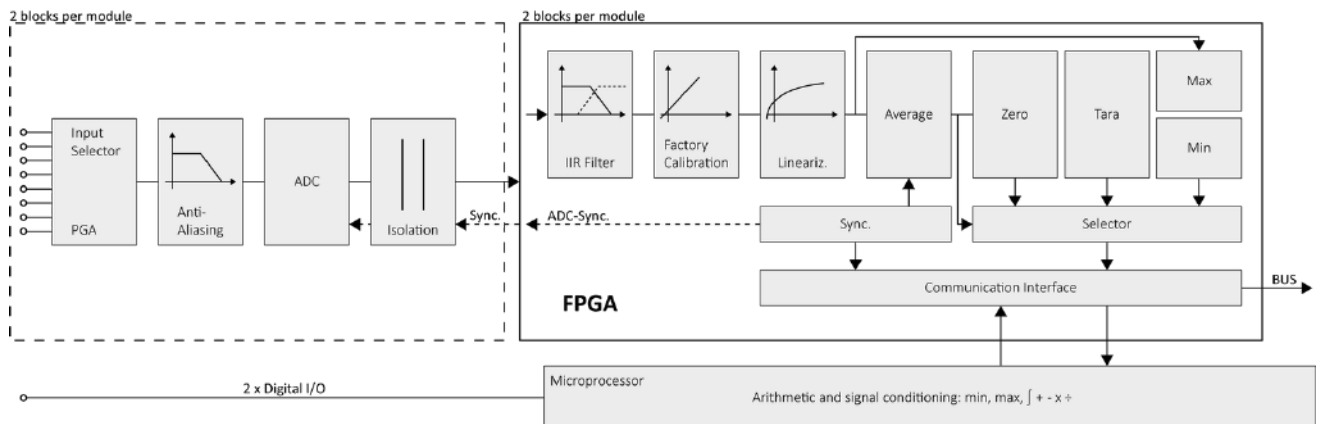 2 blocks per module
2 blocks per module
Input
Selector
PGA
Anti-
Aliasing
ADC
Isolation
Sync.
ADC-Sync.
IIR Filter
Factory
Calibration
Lineariz.
Average
Zero
Tara
Max
Min
Sync.
Selector
Communication Interface
BUS
FPGA
2 x Digital I/O
Microprocessor
Arithmetic and signal conditioning: min, max, ∫ + - x ÷